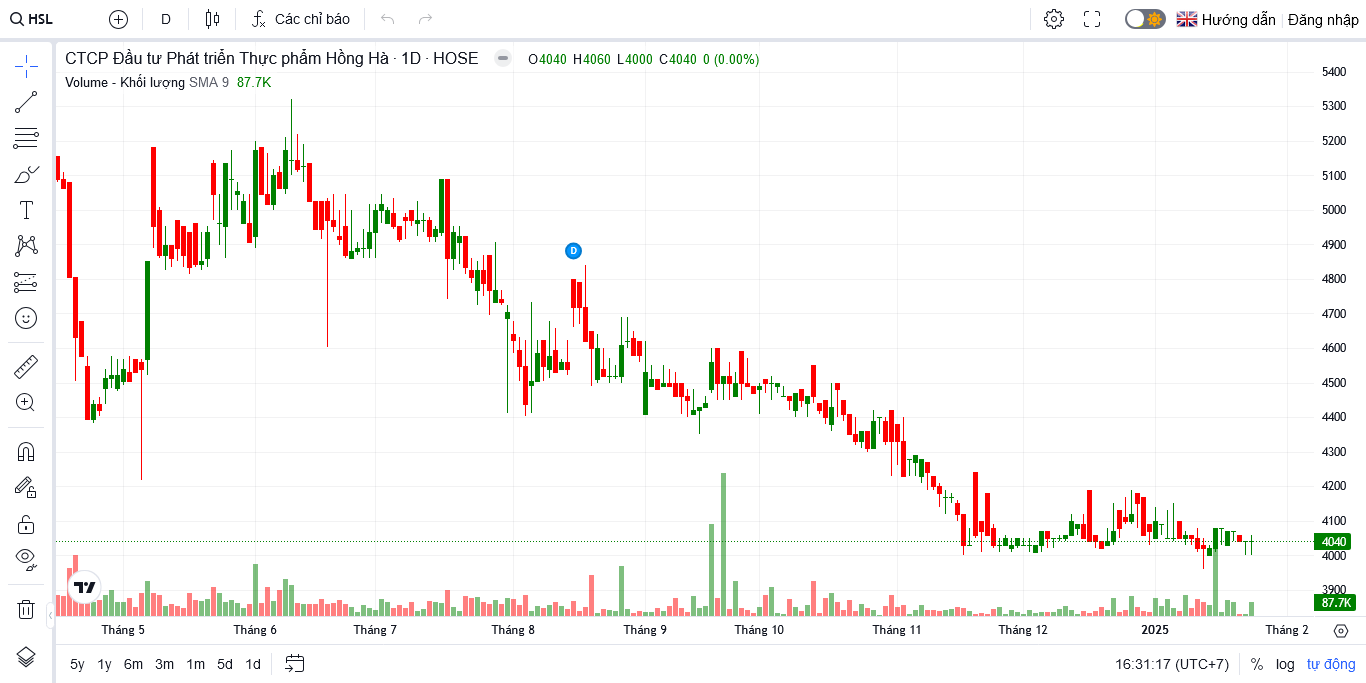 HSL D Các chỉ báo Hướng dẫn Đăng nhập
CTCP Đầu tư Phát triển Thực phẩm Hồng Hà · 1D · HOSE O4040 H4060 L4000 C4040 0 (0.00%)
Volume - Khối lượng SMA 9 87.7K
D
5400
5300
5200
5100
5000
4900
4800
4700
4600
4500
4400
4300
4200
4100
4040
4000
3900
87.7K
Tháng 5 Tháng 6 Tháng 7 Tháng 8 Tháng 9 Tháng 10 Tháng 11 Tháng 12 2025 Tháng 2
5y 1y 6m 3m 1m 5d 1d 16:31:17 (UTC+7) % log tự động